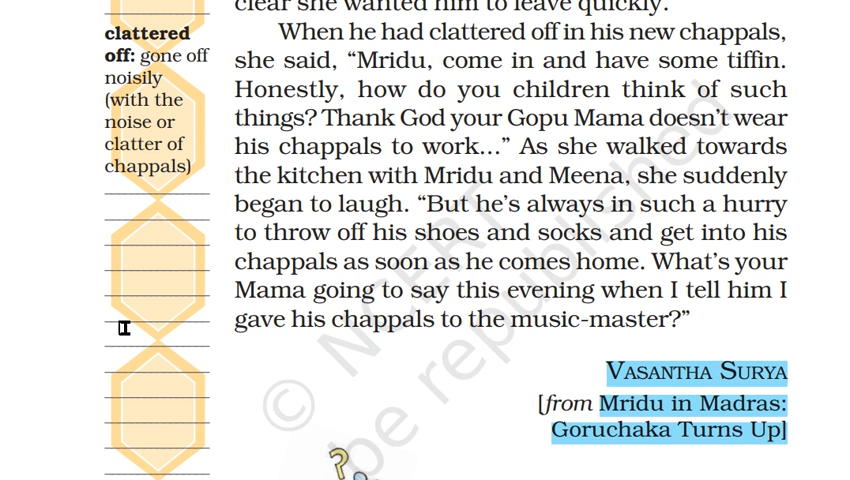 clear she wanted him to leave quickly.
clattered
off: gone off
noisily
(with the
noise or
clatter of
chappals)
When he had clattered off in his new chappals,
she said, “Mridu, come in and have some tiffin.
Honestly, how do you children think of such
things? Thank God your Gopu Mama doesn’t wear
his chappals to work...” As she walked towards
the kitchen with Mridu and Meena, she suddenly
began to laugh. “But he’s always in such a hurry
to throw off his shoes and socks and get into his
chappals as soon as he comes home. What’s your
Mama going to say this evening when I tell him I
gave his chappals to the music-master?”
VASANTHA SURYA
[from Mridu in Madras:
Goruchaka Turns Up]
© NCERT
be republished
?